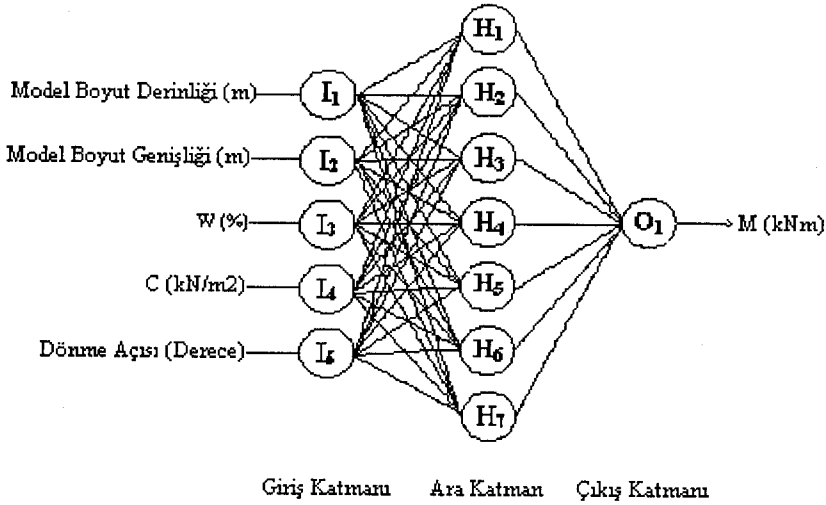 H1
Model Boyut Derinliği (m) I1 H2
Model Boyut Genişliği (m) I2 H3
W (%) I3 H4 O1 M (kNm)
C (kN/m2) I4 H5
Dönme Açısı (Derece) I5 H6
H7
Giriş Katmanı Ara Katman Çıkış Katmanı